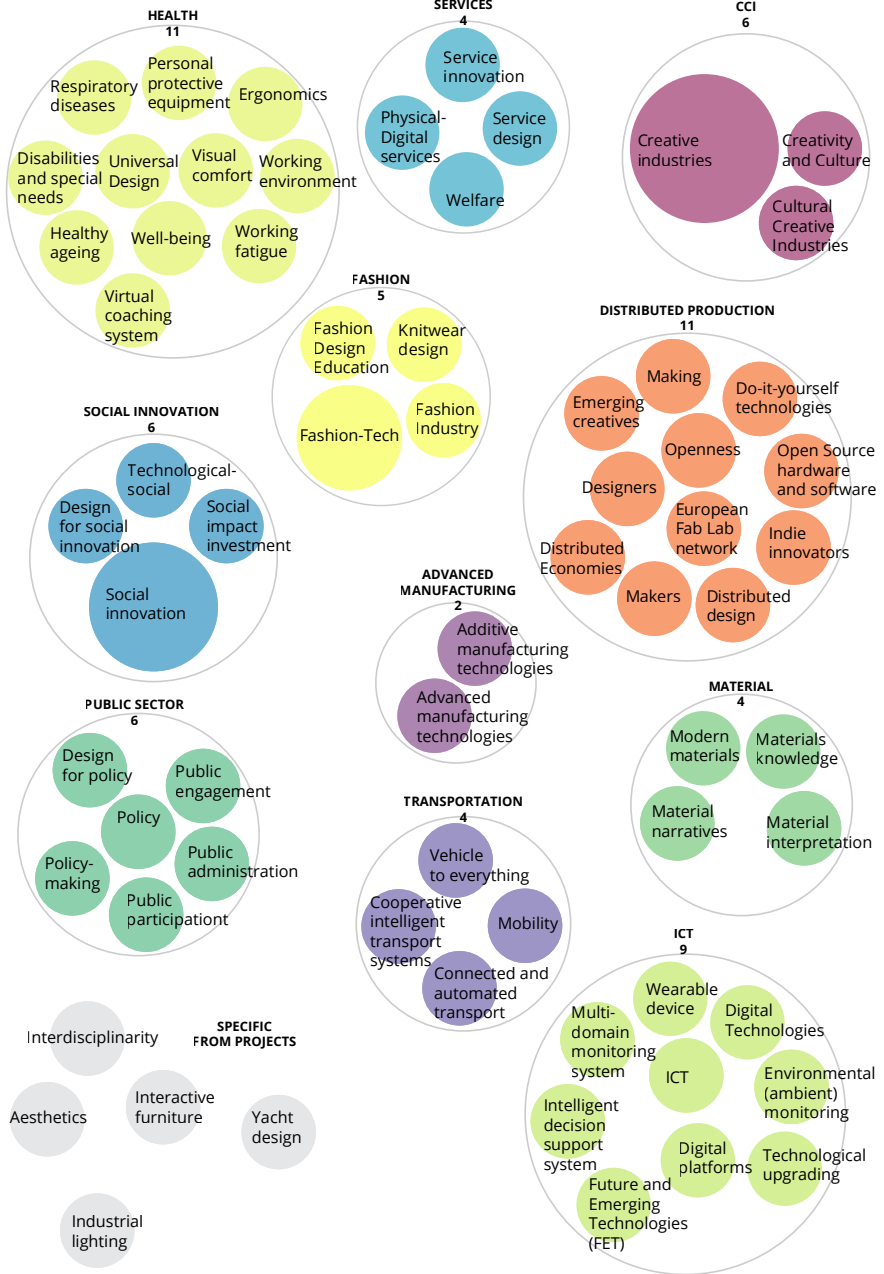 HEALTH
11
Respiratory
diseases
Personal
protective
equipment
Ergonomics
Disabilities
and special
needs
Universal
Design
Visual
comfort
Working
environment
Healthy
ageing
Well-being
Working
fatigue
Virtual
coaching
system
SERVICES
4
Service
innovation
Physical-
Digital
services
Service
design
Welfare
CCI
6
Creative
industries
Creativity
and Culture
Cultural
Creative
Industries
FASHION
5
Fashion
Design
Education
Knitwear
design
Fashion-Tech
Fashion
Industry
DISTRIBUTED PRODUCTION
11
Making
Do-it-yourself
technologies
Emerging
creatives
Openness
Open Source
hardware
and software
Designers
European
Fab Lab
network
Indie
innovators
Distributed
Economies
Makers
Distributed
design
SOCIAL INNOVATION
6
Technological-
social
Design
for social
innovation
Social
impact
investment
Social
innovation
ADVANCED
MANUFACTURING
2
Additive
manufacturing
technologies
Advanced
manufacturing
technologies
PUBLIC SECTOR
6
Design
for policy
Public
engagement
Policy
Policy-
making
Public
administration
Public
participationt
MATERIAL
4
Modern
materials
Materials
knowledge
Material
narratives
Material
interpretation
TRANSPORTATION
4
Vehicle
to everything
Cooperative
intelligent
transport
systems
Mobility
Connected and
automated
transport
ICT
9
Wearable
device
Multi-
domain
monitoring
system
Digital
Technologies
ICT
Environmental
(ambient)
monitoring
Intelligent
decision
support
system
Digital
platforms
Technological
upgrading
Future and
Emerging
Technologies
(FET)
SPECIFIC
FROM PROJECTS
Interdisciplinarity
Aesthetics
Interactive
furniture
Yacht
design
Industrial
lighting